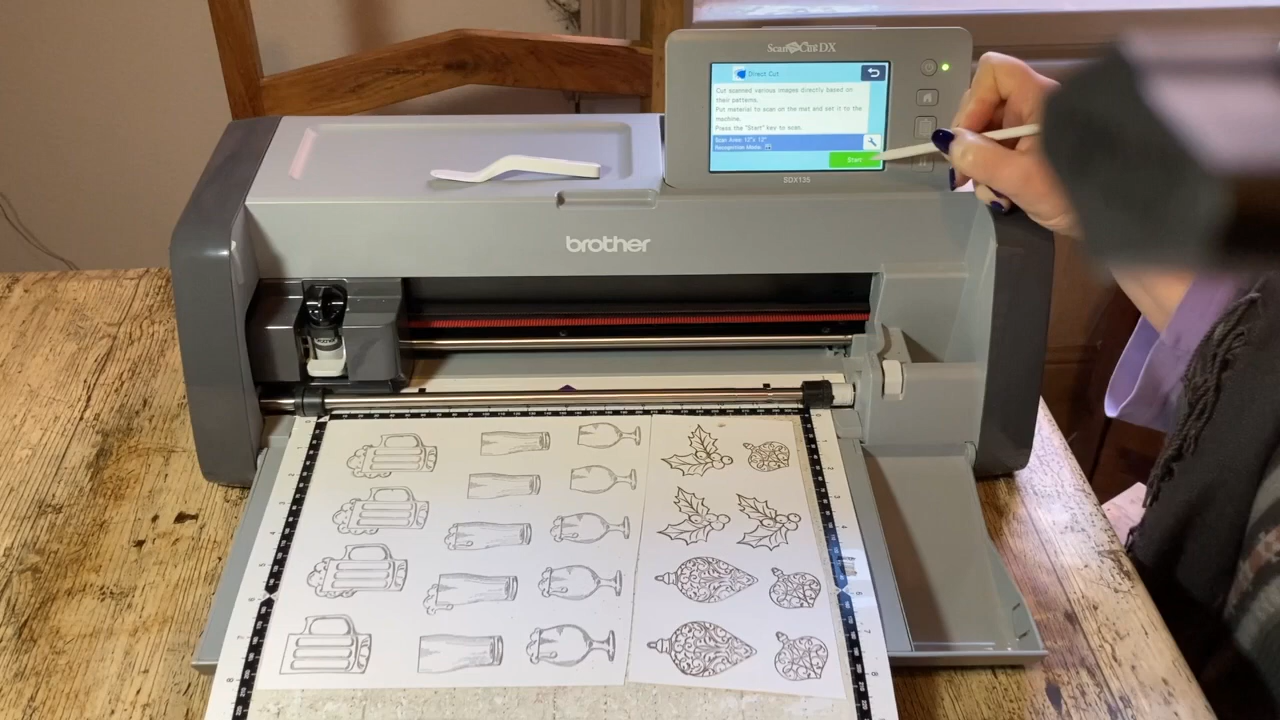 ScanNCut DX
Direct Cut
Cut scanned various images directly based on
their patterns.
Put material to scan on the mat and set it to the
machine.
Press the "Start" key to scan.
Scan Area: 12"x 12"
Recognition Mode:
Start
SDX135
brother